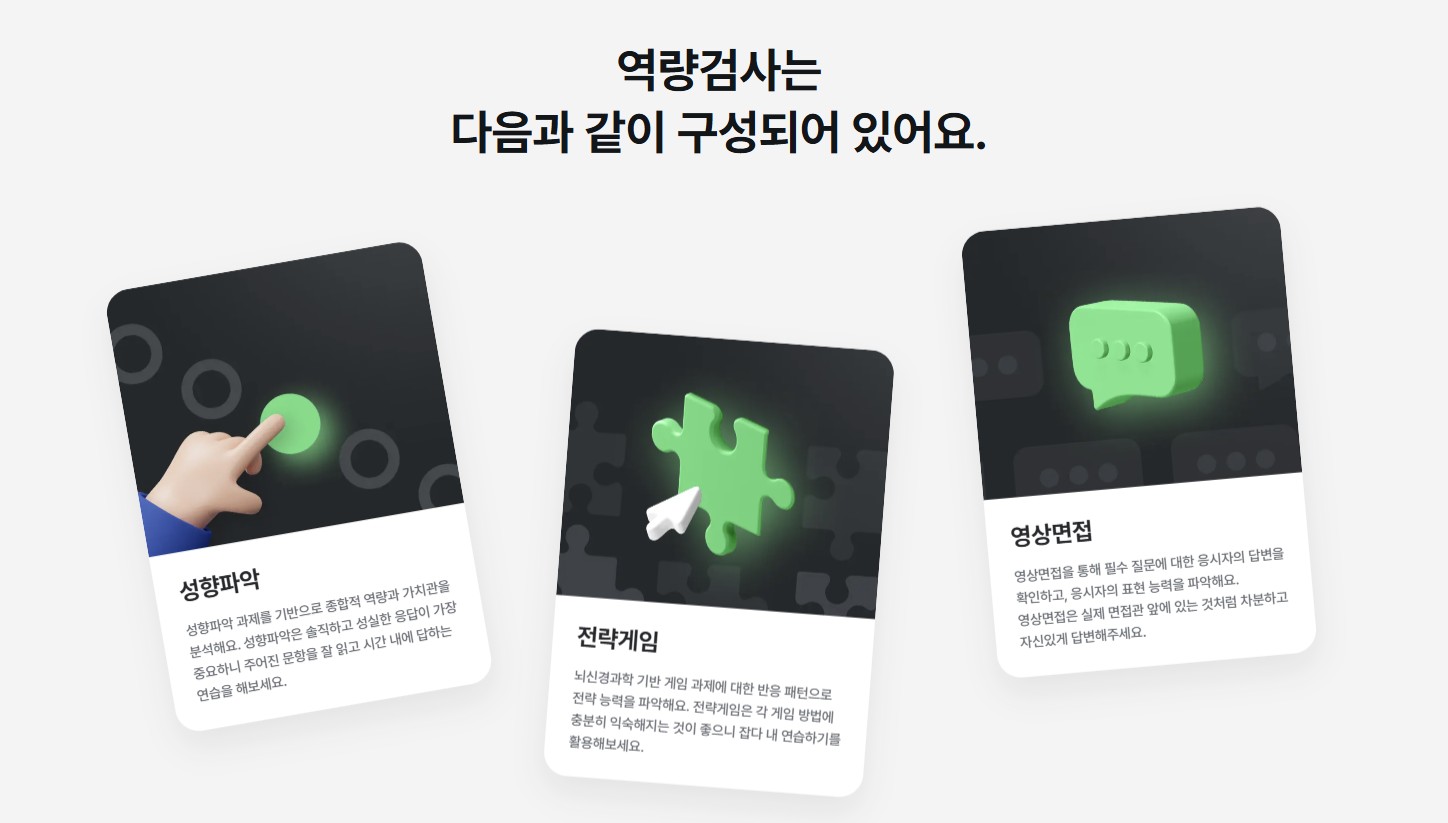 역량검사는
다음과 같이 구성되어 있어요.
성향파악
성향파악 과제를 기반으로 종합적 역량과 가치관을
분석해요. 성향파악은 솔직하고 성실한 응답이 가장
중요하니 주어진 문항을 잘 읽고 시간 내에 답하는
연습을 해보세요.
전략게임
뇌신경과학 기반 게임 과제에 대한 반응 패턴으로
전략 능력을 파악해요. 전략게임은 각 게임 방법에
충분히 익숙해지는 것이 좋으니 잡다 내 연습하기를
활용해보세요.
영상면접
영상면접을 통해 필수 질문에 대한 응시자의 답변을
확인하고, 응시자의 표현 능력을 파악해요.
영상면접은 실제 면접관 앞에 있는 것처럼 차분하고
자신있게 답변해주세요.